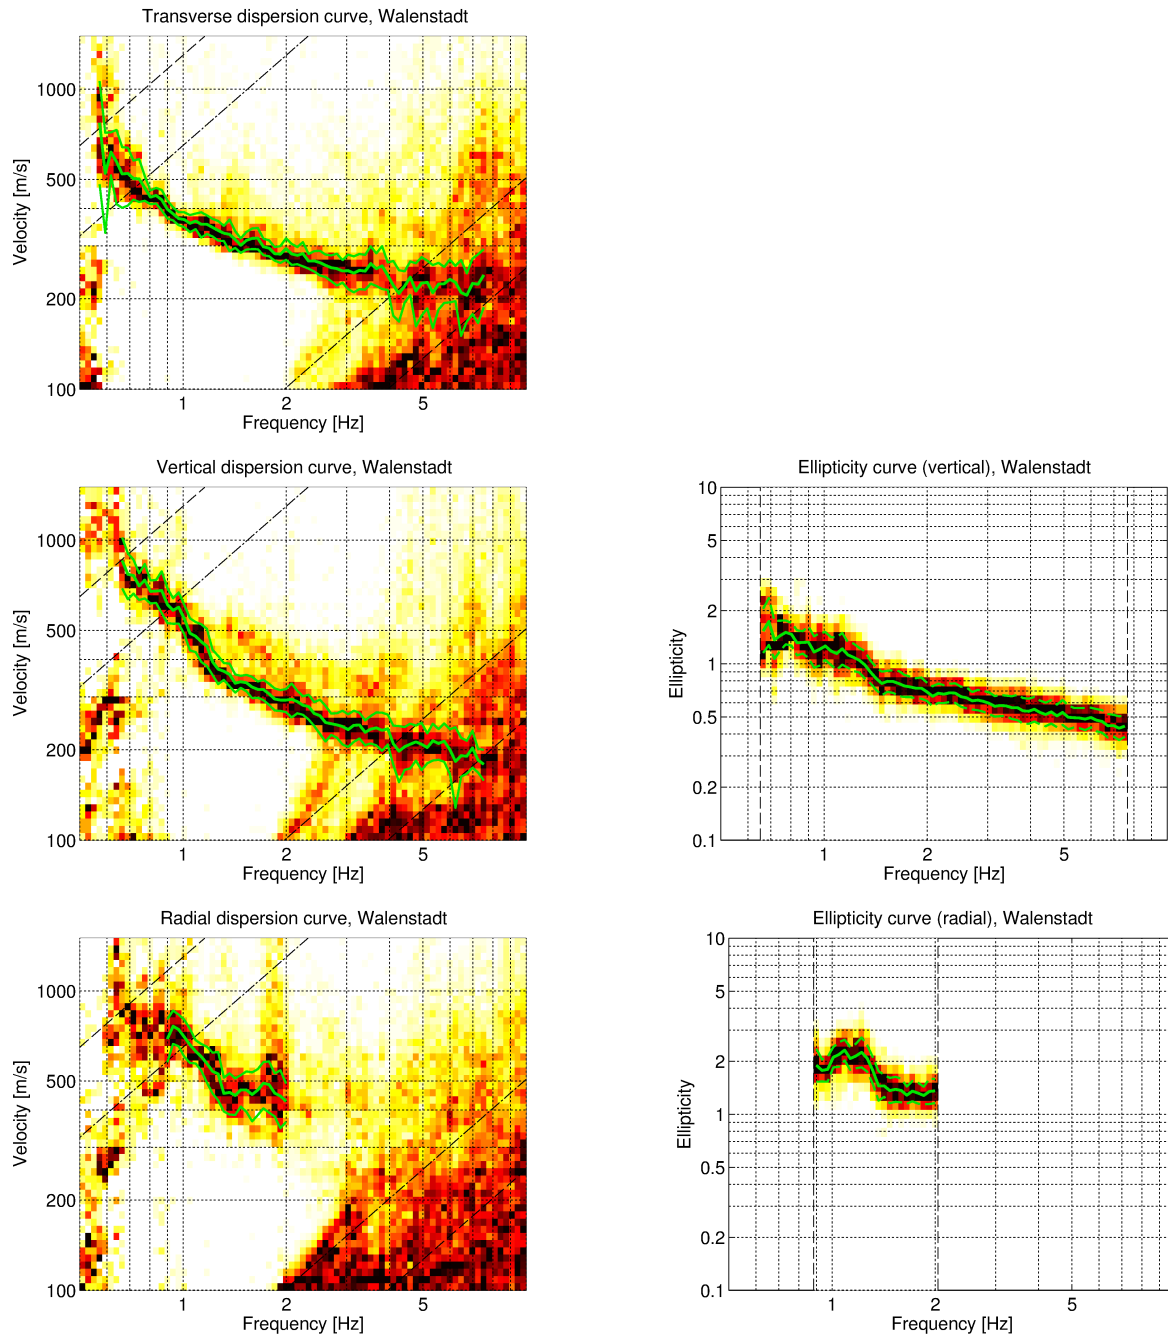 Transverse dispersion curve, Walenstadt
1000
500
200
100
Velocity [m/s]
1 2 5
Frequency [Hz]
Vertical dispersion curve, Walenstadt
1000
500
200
100
Velocity [m/s]
1 2 5
Frequency [Hz]
Ellipticity curve (vertical), Walenstadt
10
5
2
1
0.5
0.2
0.1
Ellipticity
1 2 5
Frequency [Hz]
Radial dispersion curve, Walenstadt
1000
500
200
100
Velocity [m/s]
1 2 5
Frequency [Hz]
Ellipticity curve (radial), Walenstadt
10
5
2
1
0.5
0.2
0.1
Ellipticity
1 2 5
Frequency [Hz]